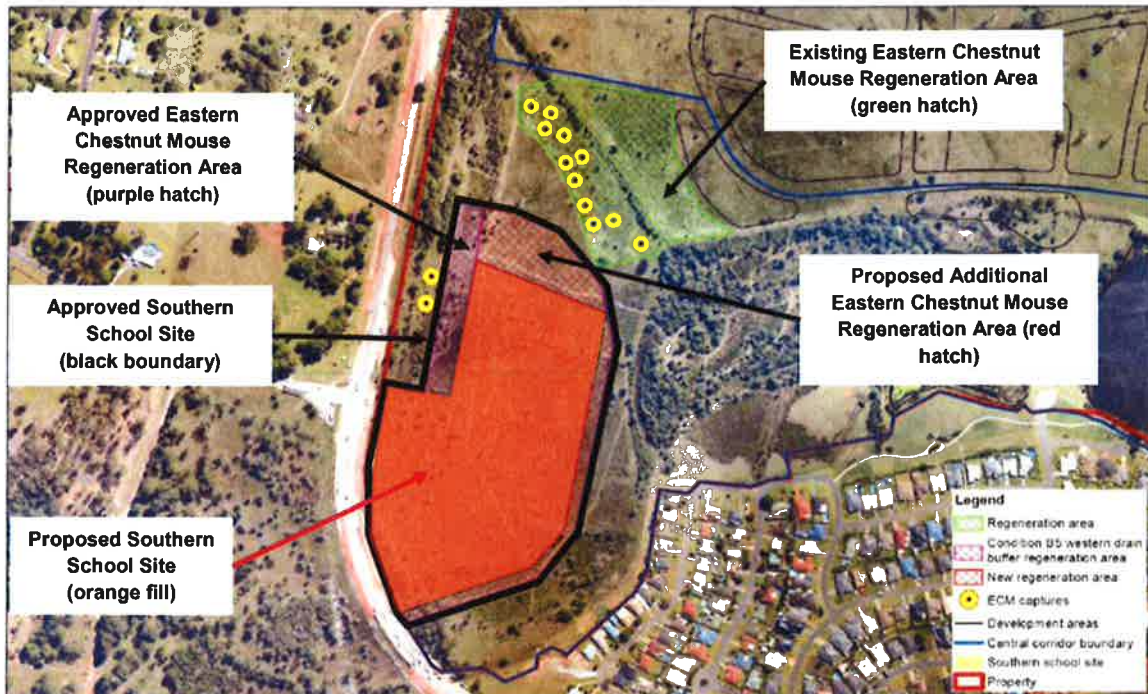 Existing Eastern Chestnut
Mouse Regeneration Area
(green hatch)
Approved Eastern
Chestnut Mouse
Regeneration Area
(purple hatch)
Approved Southern
School Site
(black boundary)
Proposed Additional
Eastern Chestnut Mouse
Regeneration Area (red
hatch)
Proposed Southern
School Site
(orange fill)
Legend
Regeneration area
Condition B5 western drain
buffer regeneration area
New regeneration area
ECM captures
Development areas
Central corridor boundary
Southern school site
Property